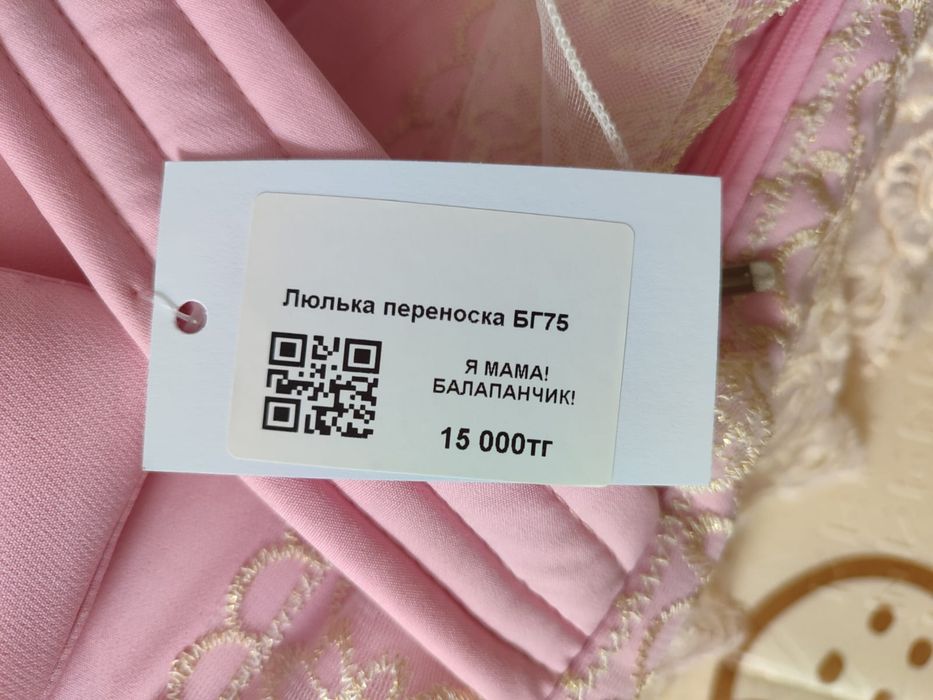 Люлька переноска БГ75
Я МАМА!
БАЛАПАНЧИК!
15 000тг